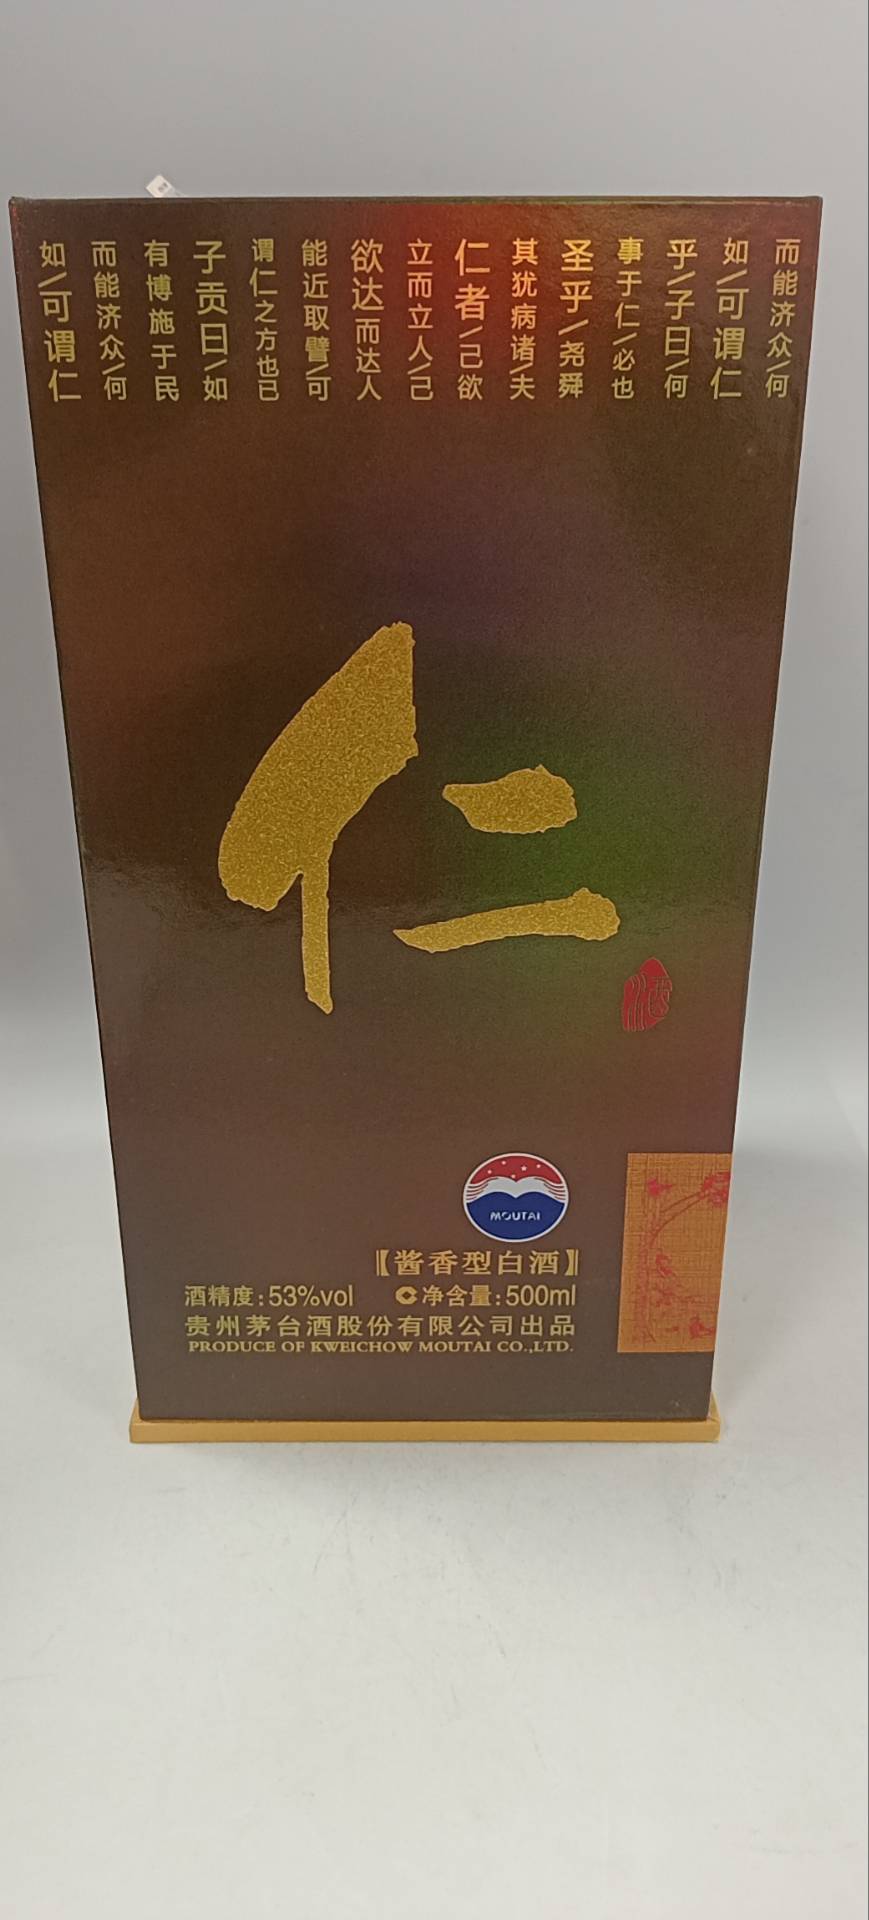 而能济众/何
如/可谓仁
乎/子曰/何
事于仁/必也
圣乎/尧舜
其犹病诸/夫
仁者/己欲
立而立人/己
欲达而达人
能近取譬/可
谓仁之方也已
子贡曰/如
有博施于民
而能济众/何
如/可谓仁
仁
酒
MOUTAI
【酱香型白酒】
酒精度:53%vol 净含量:500ml
贵州茅台酒股份有限公司出品
PRODUCE OF KWEICHOW MOUTAI CO.,LTD.